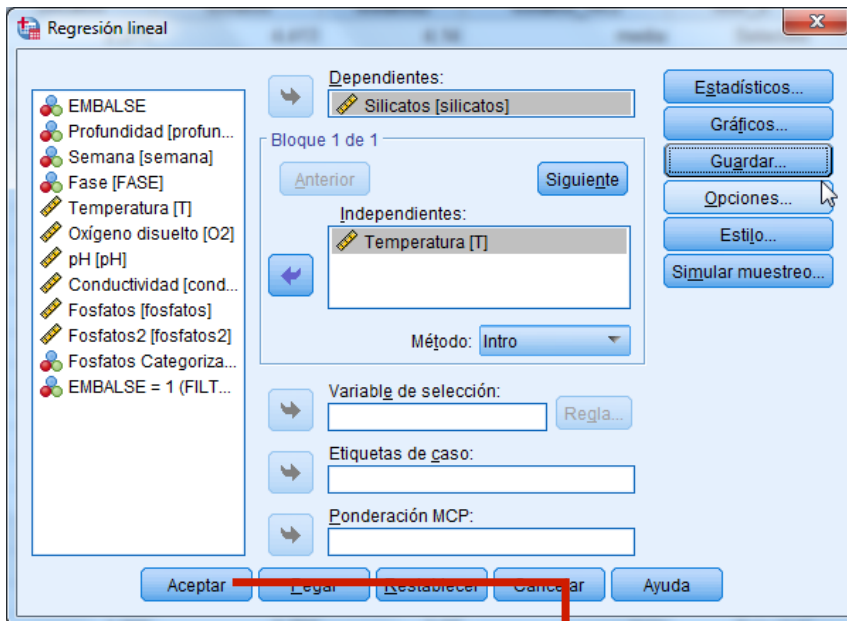 Regresión lineal
EMBALSE
Profundidad [profun...
Semana [semana]
Fase [FASE]
Temperatura [T]
Oxígeno disuelto [O2]
pH [pH]
Conductividad [cond...
Fosfatos [fosfatos]
Fosfatos2 [fosfatos2]
Fosfatos Categoriza...
EMBALSE = 1 (FILT...
Dependientes:
Silicatos [silicatos]
Bloque 1 de 1
Anterior
Siguiente
Independientes:
Temperatura [T]
Método: Intro
Variable de selección:
Regla...
Etiquetas de caso:
Ponderación MCP:
Estadísticos...
Gráficos...
Guardar...
Opciones...
Estilo...
Simular muestreo...
Aceptar
Pegar
Restablecer
Cancelar
Ayuda